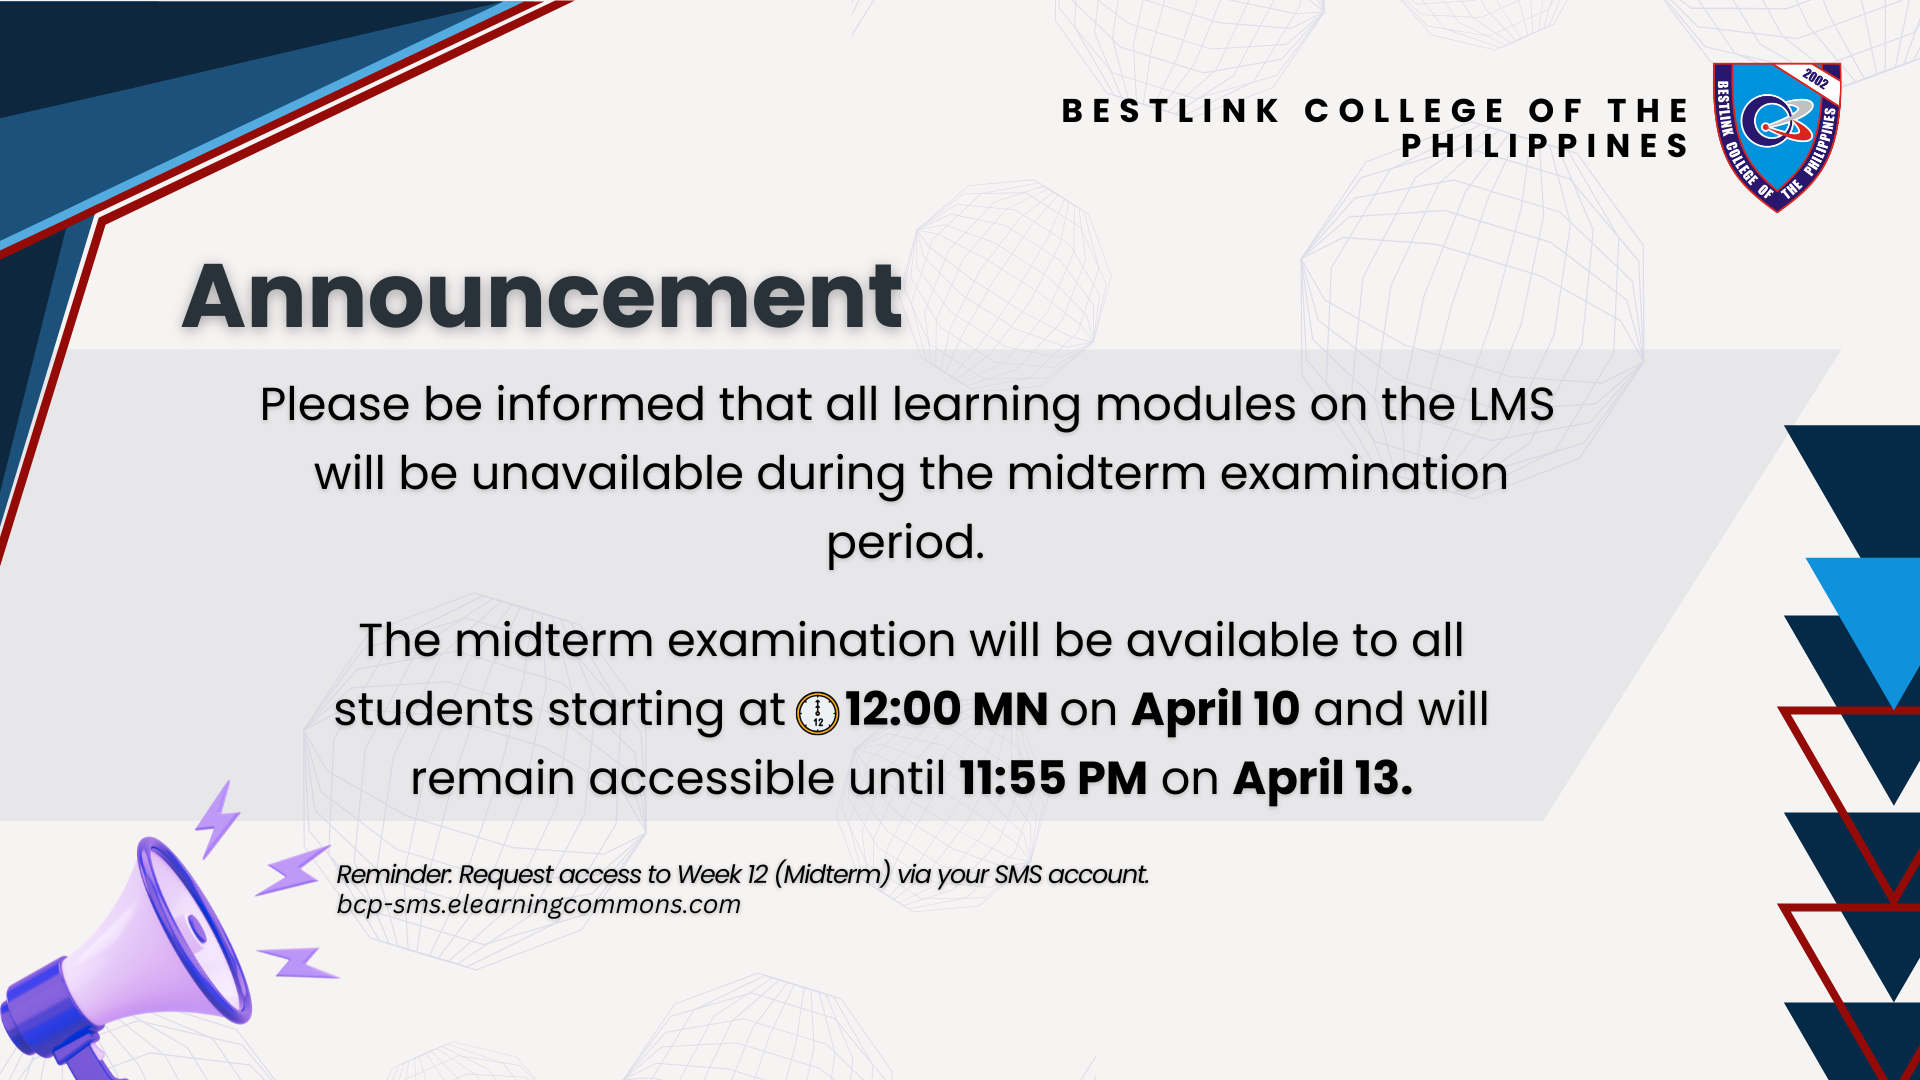 BESTLINK COLLEGE OF THE
PHILIPPINES
2002
BESTLINK COLLEGE OF THE PHILIPPINES
Announcement
Please be informed that all learning modules on the LMS
will be unavailable during the midterm examination
period.
The midterm examination will be available to all
students starting at 12:00 MN on April 10 and will
remain accessible until 11:55 PM on April 13.
12
Reminder: Request access to Week 12 (Midterm) via your SMS account.
bcp-sms.elearningcommons.com